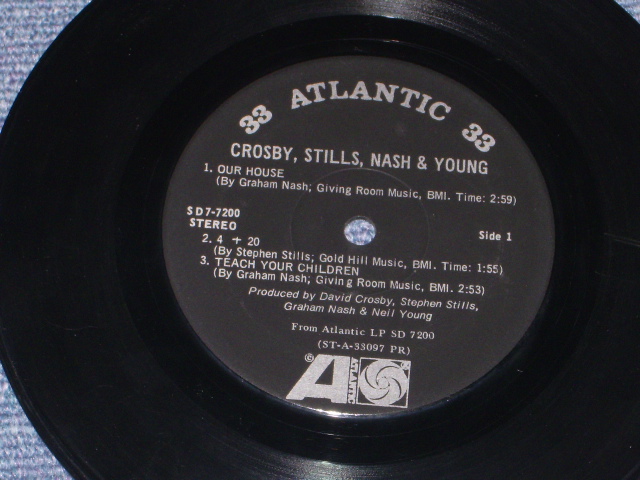 33 ATLANTIC 33
CROSBY, STILLS, NASH & YOUNG
1. OUR HOUSE
(By Graham Nash; Giving Room Music, BMI. Time: 2:59)
SD7-7200
STEREO
Side 1
2. 4 + 20
(By Stephen Stills; Gold Hill Music, BMI. Time: 1:55)
3. TEACH YOUR CHILDREN
(By Graham Nash; Giving Room Music, BMI. 2:53)
Produced by David Crosby, Stephen Stills,
Graham Nash & Neil Young
From Atlantic LP SD 7200
(ST-A-33097 PR)
© A ATLANTIC